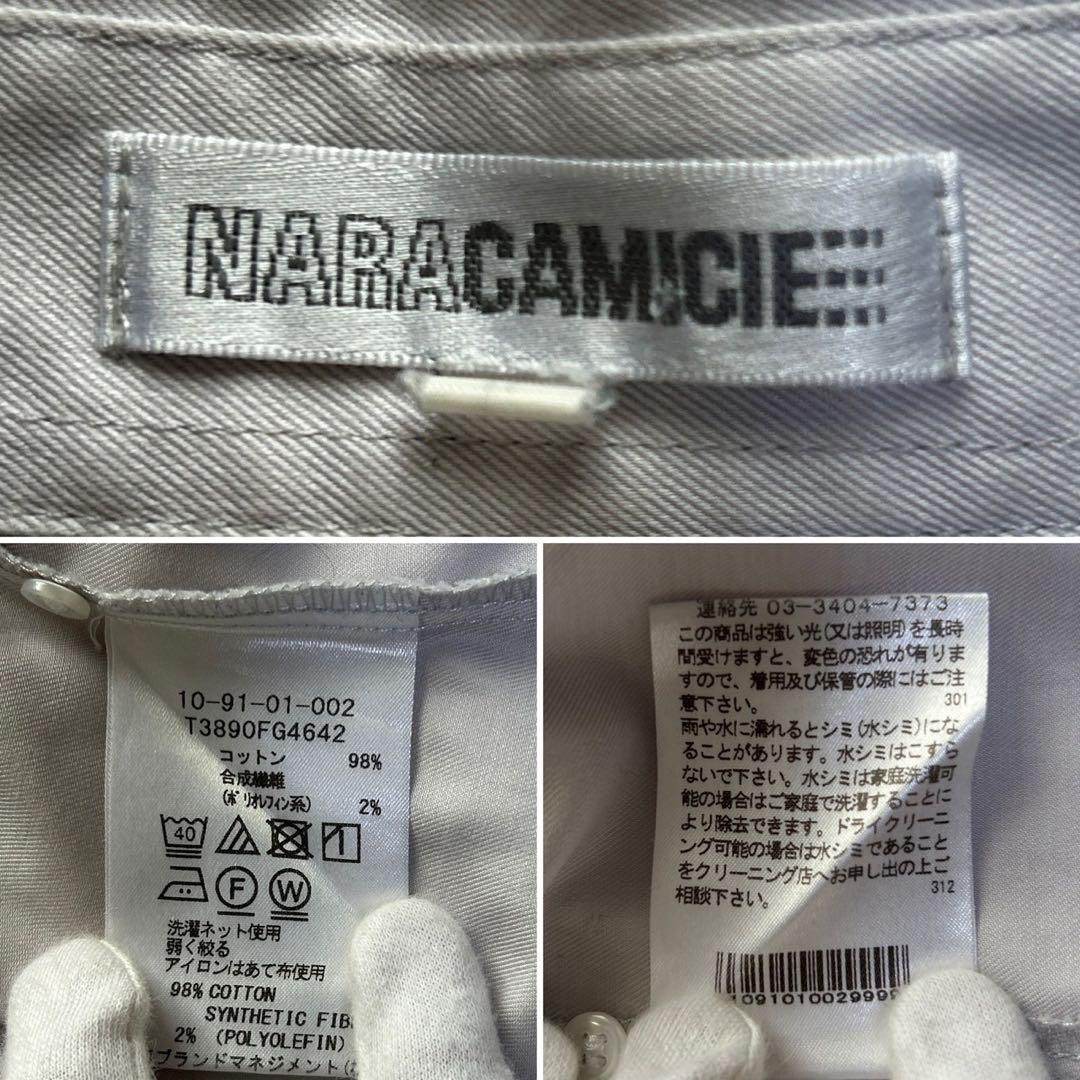 NARACAMICIE
10-91-01-002
T3890FG4642
コットン 98%
合成繊維
(ポリオレフィン系) 2%
40
F W
洗濯ネット使用
弱く絞る
アイロンはあて布使用
98% COTTON
SYNTHETIC FIB
2% (POLYOLEFIN)
ブランドマネジメント(
連絡先 03-3404-7373
この商品は強い光(又は照明)を長時
間受けますと、変色の恐れが有りま
すので、着用及び保管の際にはご注
意下さい。 301
雨や水に濡れるとシミ(水シミ)にな
ることがあります。水シミはこすら
ないで下さい。水シミは家庭洗濯可
能の場合はご家庭で洗濯することに
より除去できます。ドライクリーニ
ング可能の場合は水シミであること
をクリーニング店へお申し出の上ご
相談下さい。 312
1091010029999